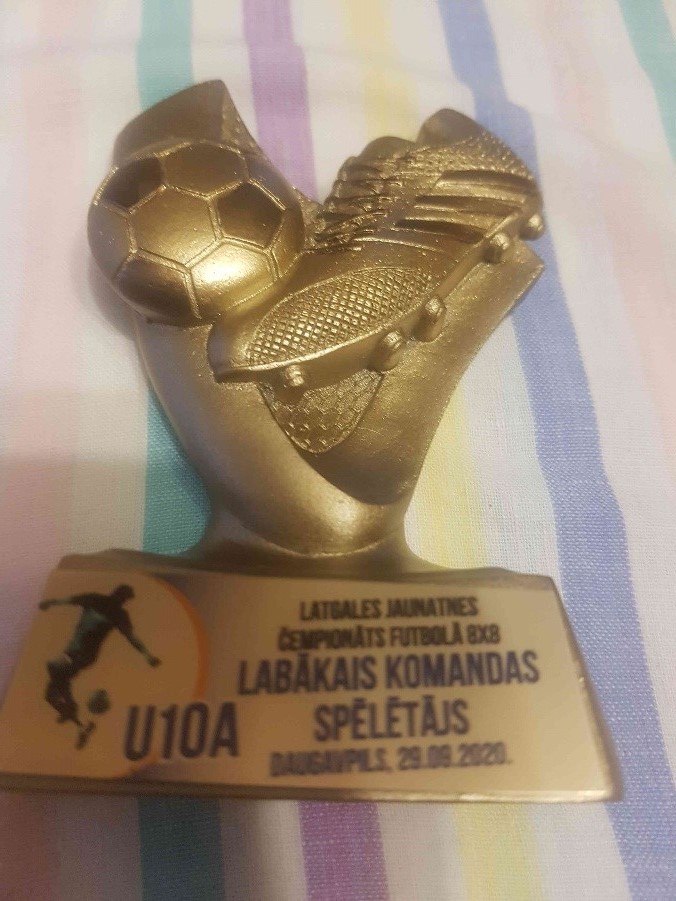 LATGALES JAUNATNES
ČEMPIONĀTS FUTBOLĀ 8X8
LABĀKAIS KOMANDAS
SPĒLĒTĀJS
U10A
DAUGAVPILS, 29.09.2020.